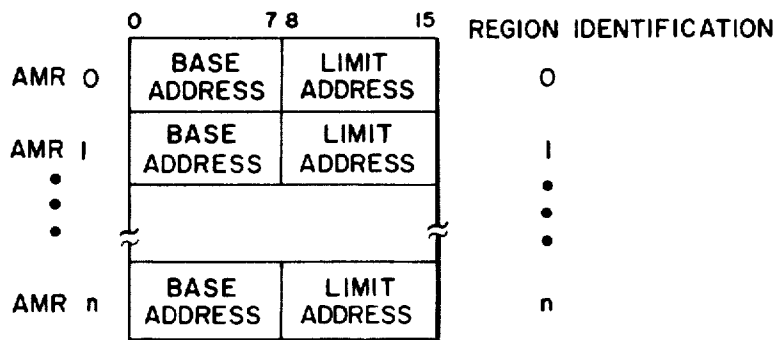 0 7 8 15 REGION IDENTIFICATION
AMR 0 BASE ADDRESS LIMIT ADDRESS 0
AMR 1 BASE ADDRESS LIMIT ADDRESS 1
AMR n BASE ADDRESS LIMIT ADDRESS n